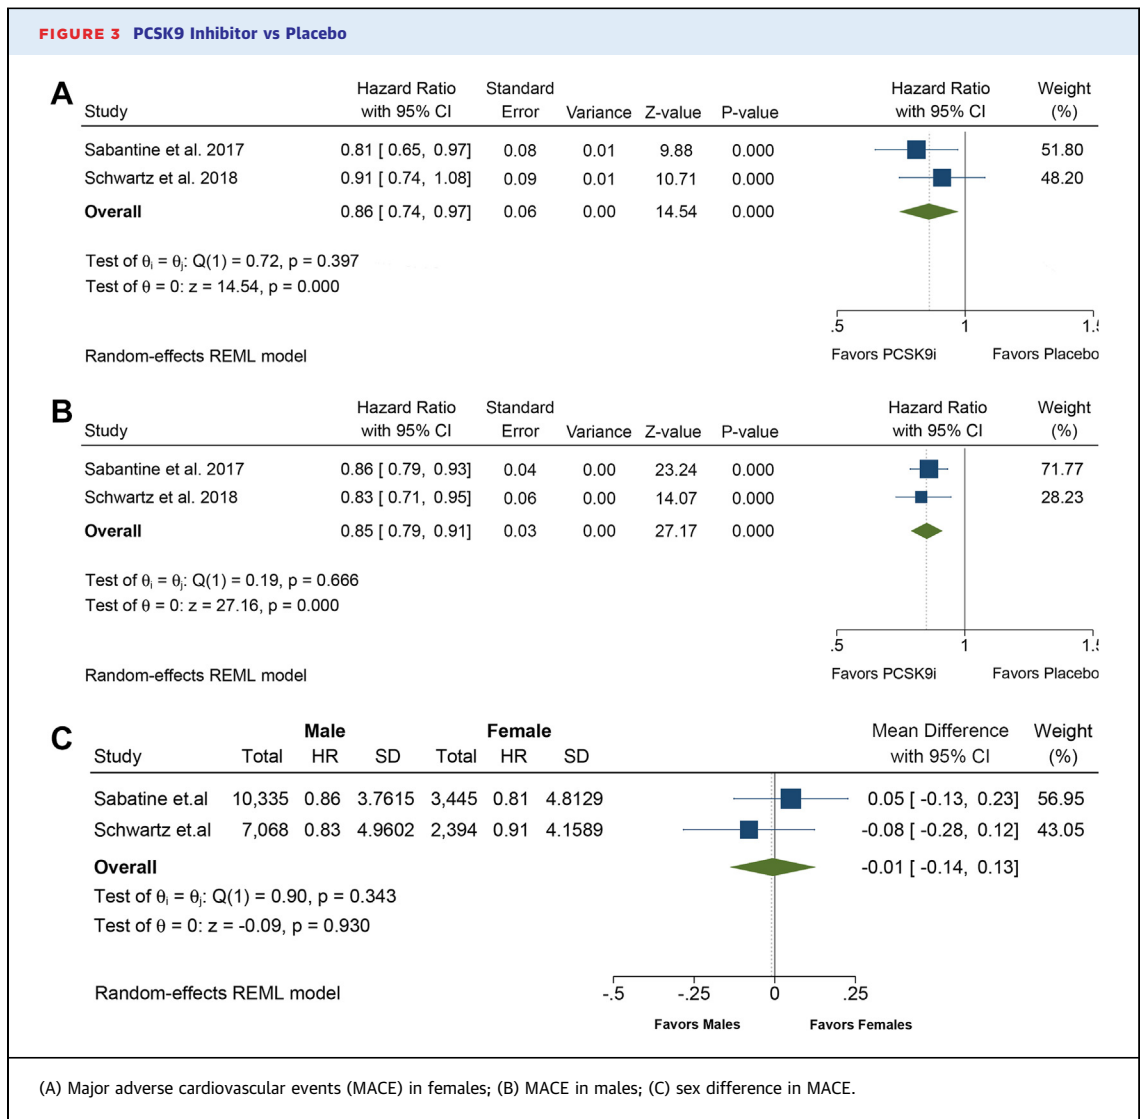 FIGURE 3 PCSK9 Inhibitor vs Placebo
A
Hazard Ratio Standard Hazard Ratio Weight
Study with 95% CI Error Variance Z-value P-value with 95% CI (%)
Sabantine et al. 2017 0.81 [ 0.65, 0.97] 0.08 0.01 9.88 0.000 51.80
Schwartz et al. 2018 0.91 [ 0.74, 1.08] 0.09 0.01 10.71 0.000 48.20
Overall 0.86 [ 0.74, 0.97] 0.06 0.00 14.54 0.000
Test of θi = θj: Q(1) = 0.72, p = 0.397
Test of θ = 0: z = 14.54, p = 0.000
.5 1 1.5
Random-effects REML model Favors PCSK9i Favors Placebo
B
Hazard Ratio Standard Hazard Ratio Weight
Study with 95% CI Error Variance Z-value P-value with 95% CI (%)
Sabantine et al. 2017 0.86 [ 0.79, 0.93] 0.04 0.00 23.24 0.000 71.77
Schwartz et al. 2018 0.83 [ 0.71, 0.95] 0.06 0.00 14.07 0.000 28.23
Overall 0.85 [ 0.79, 0.91] 0.03 0.00 27.17 0.000
Test of θi = θj: Q(1) = 0.19, p = 0.666
Test of θ = 0: z = 27.16, p = 0.000
.5 1 1.5
Random-effects REML model Favors PCSK9i Favors Placebo
C
Male Female Mean Difference Weight
Study Total HR SD Total HR SD with 95% CI (%)
Sabatine et.al 10,335 0.86 3.7615 3,445 0.81 4.8129 0.05 [ -0.13, 0.23] 56.95
Schwartz et.al 7,068 0.83 4.9602 2,394 0.91 4.1589 -0.08 [ -0.28, 0.12] 43.05
Overall -0.01 [ -0.14, 0.13]
Test of θi = θj: Q(1) = 0.90, p = 0.343
Test of θ = 0: z = -0.09, p = 0.930
Random-effects REML model -.5 -.25 0 .25
Favors Males Favors Females
(A) Major adverse cardiovascular events (MACE) in females; (B) MACE in males; (C) sex difference in MACE.